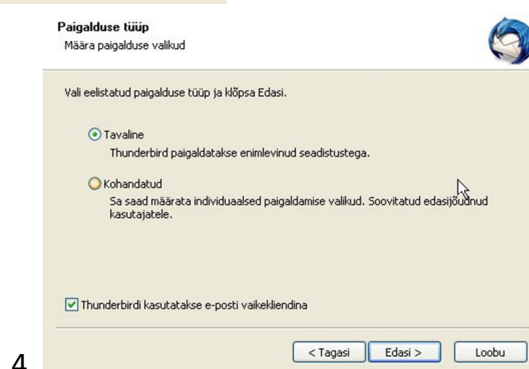 Paigalduse tüüp
Määra paigalduse valikud
Vali eelistatud paigalduse tüüp ja klõpsa Edasi.
Tavaline
Thunderbird paigaldatakse enimlevinud seadistustega.
Kohandatud
Sa saad määrata individuaalsed paigaldamise valikud. Soovitatud edasijõudnud
kasutajatele.
Thunderbirdi kasutatakse e-posti vaikekliendina
< Tagasi Edasi > Loobu
4